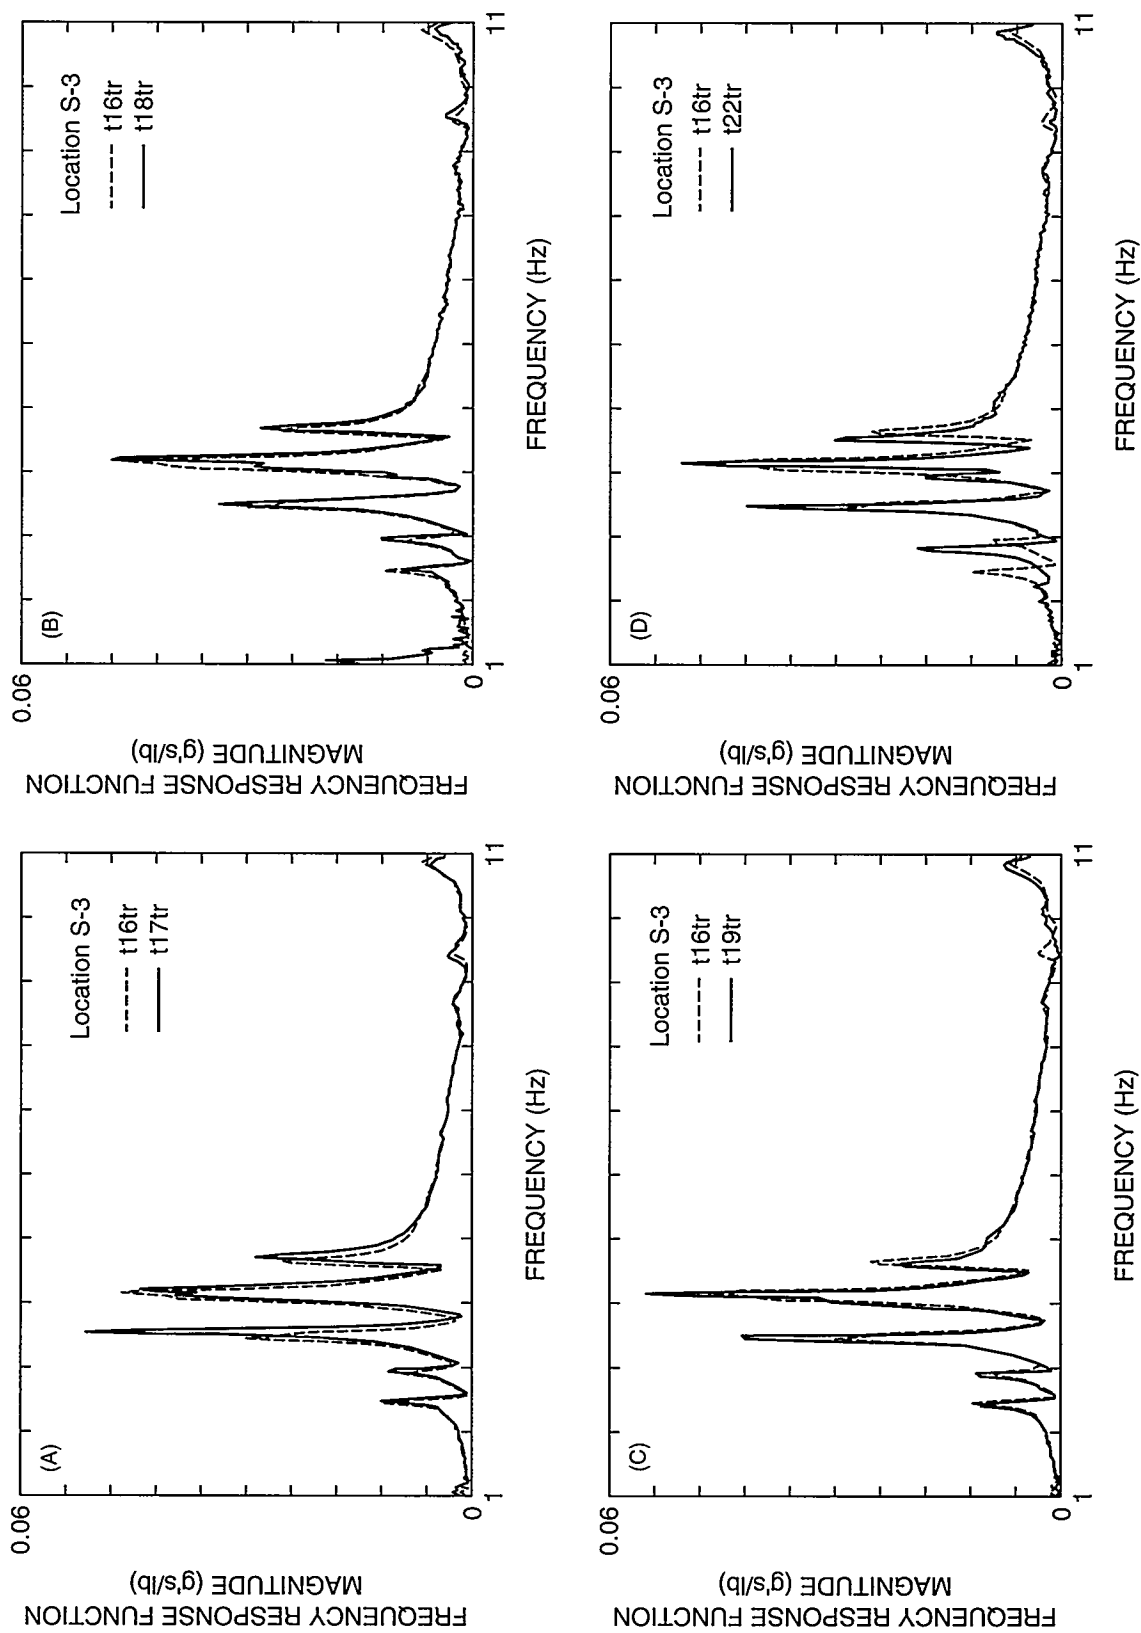 (A)
Location S-3
t16tr
t17tr
0.06
0
1
11
FREQUENCY RESPONSE FUNCTION
MAGNITUDE (g's/lb)
FREQUENCY (Hz)
(B)
Location S-3
t16tr
t18tr
0.06
0
1
11
FREQUENCY RESPONSE FUNCTION
MAGNITUDE (g's/lb)
FREQUENCY (Hz)
(C)
Location S-3
t16tr
t19tr
0.06
0
1
11
FREQUENCY RESPONSE FUNCTION
MAGNITUDE (g's/lb)
FREQUENCY (Hz)
(D)
Location S-3
t16tr
t22tr
0.06
0
1
11
FREQUENCY RESPONSE FUNCTION
MAGNITUDE (g's/lb)
FREQUENCY (Hz)